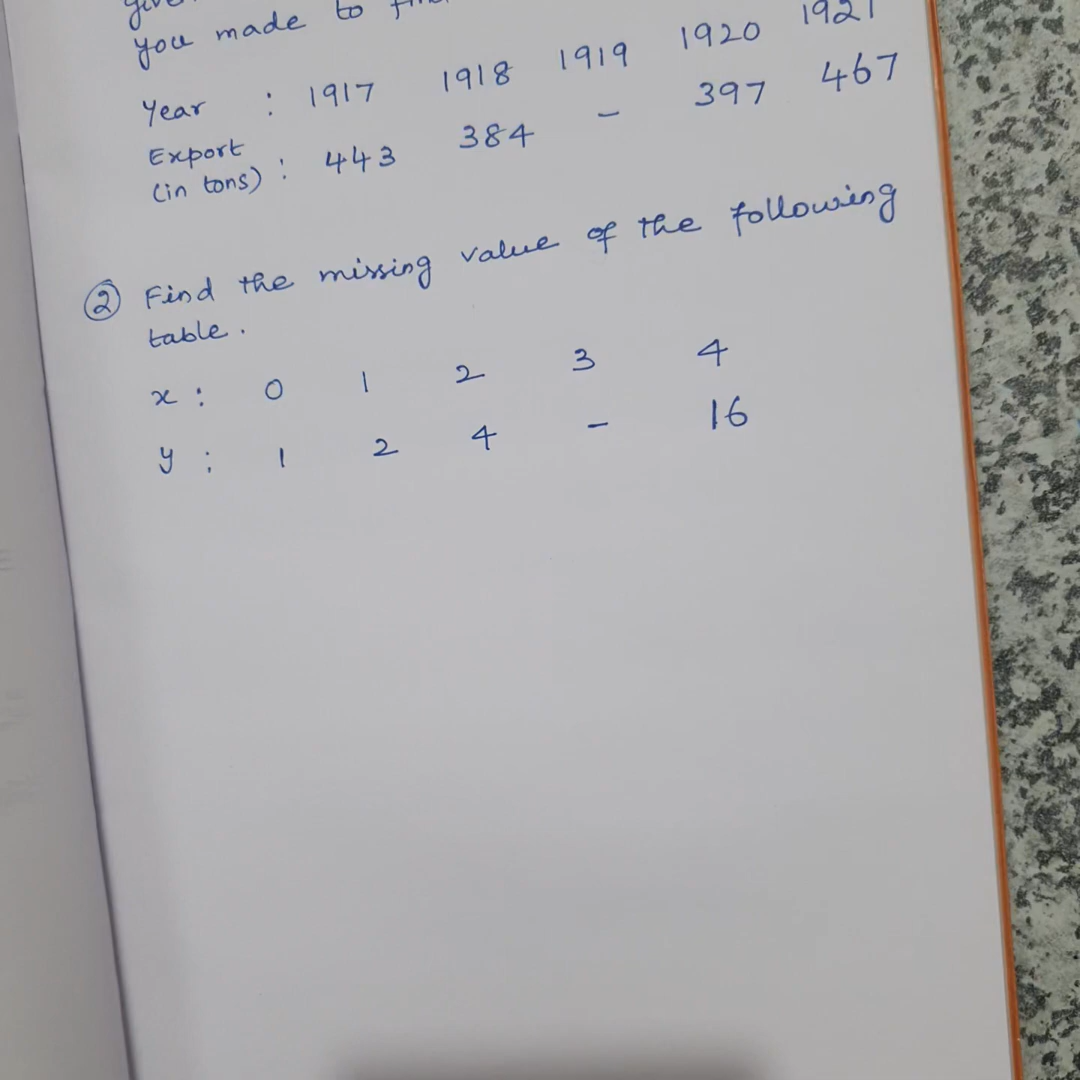 you made to
Year : 1917 1918 1919 1920 1921
Export
(in tons) : 443 384 - 397 467
② Find the missing value of the following
table.
x : 0 1 2 3 4
y : 1 2 4 - 16